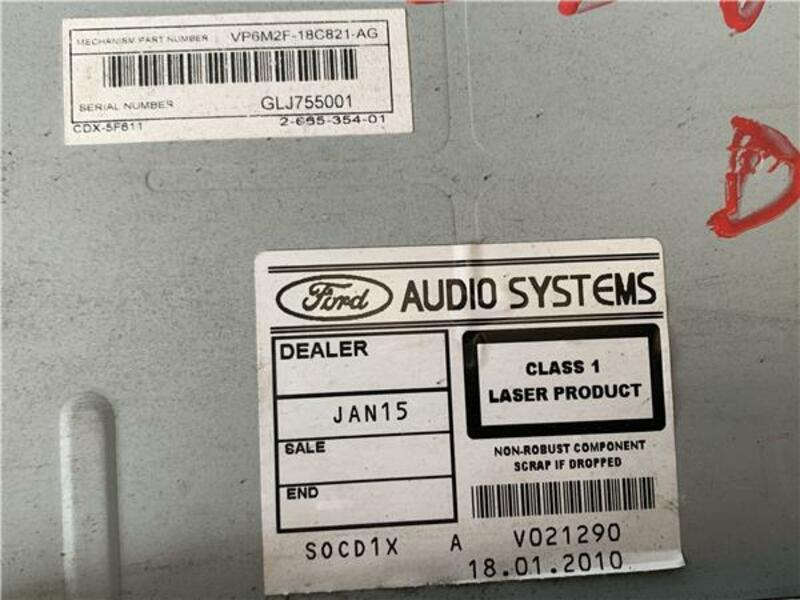 MECHANISM PART NUMBER VP6M2F-18C821-AG
SERIAL NUMBER GLJ755001
CDX-5F611 2-695-354-01
D
Ford AUDIO SYSTEMS
DEALER
CLASS 1
LASER PRODUCT
JAN15
SALE
NON-ROBUST COMPONENT
SCRAP IF DROPPED
END
SOCD1X A V021290
18.01.2010